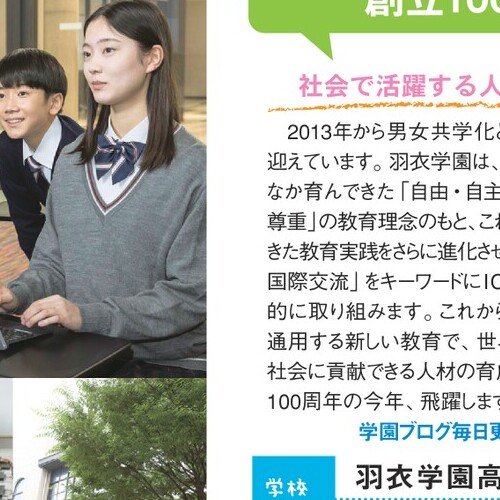 創立100
社会で活躍する人
2013年から男女共学化
迎えています。羽衣学園は、
なか育んできた「自由・自主
尊重」の教育理念のもと、これ
きた教育実践をさらに進化させ
国際交流」をキーワードにIC
的に取り組みます。これから
通用する新しい教育で、世
社会に貢献できる人材の育
100周年の今年、飛躍します
学園ブログ毎日更
学校
羽衣学園高